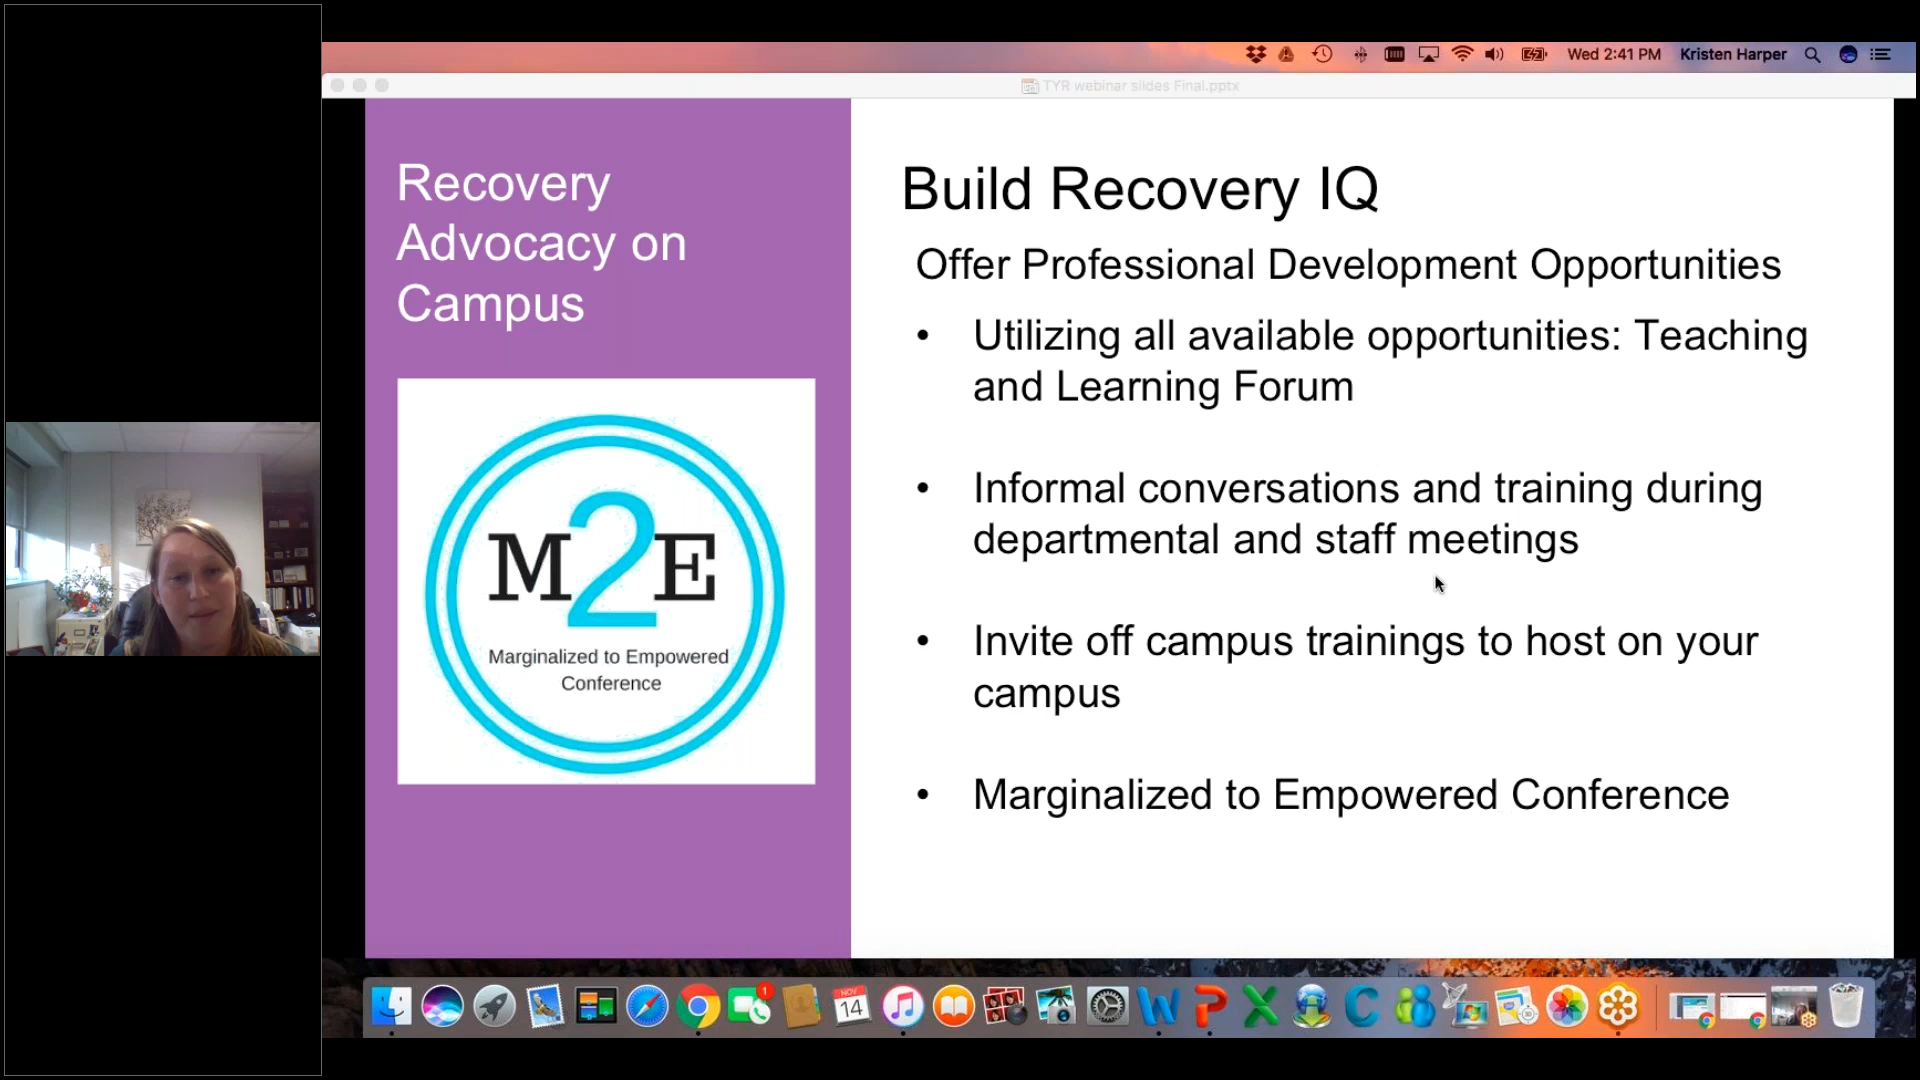 Wed 2:41 PM Kristen Harper
TYR webinar slides Final.pptx
Recovery
Advocacy on
Campus
M2E
Marginalized to Empowered
Conference
Build Recovery IQ
Offer Professional Development Opportunities
• Utilizing all available opportunities: Teaching
and Learning Forum
• Informal conversations and training during
departmental and staff meetings
• Invite off campus trainings to host on your
campus
• Marginalized to Empowered Conference
1
NOV
14